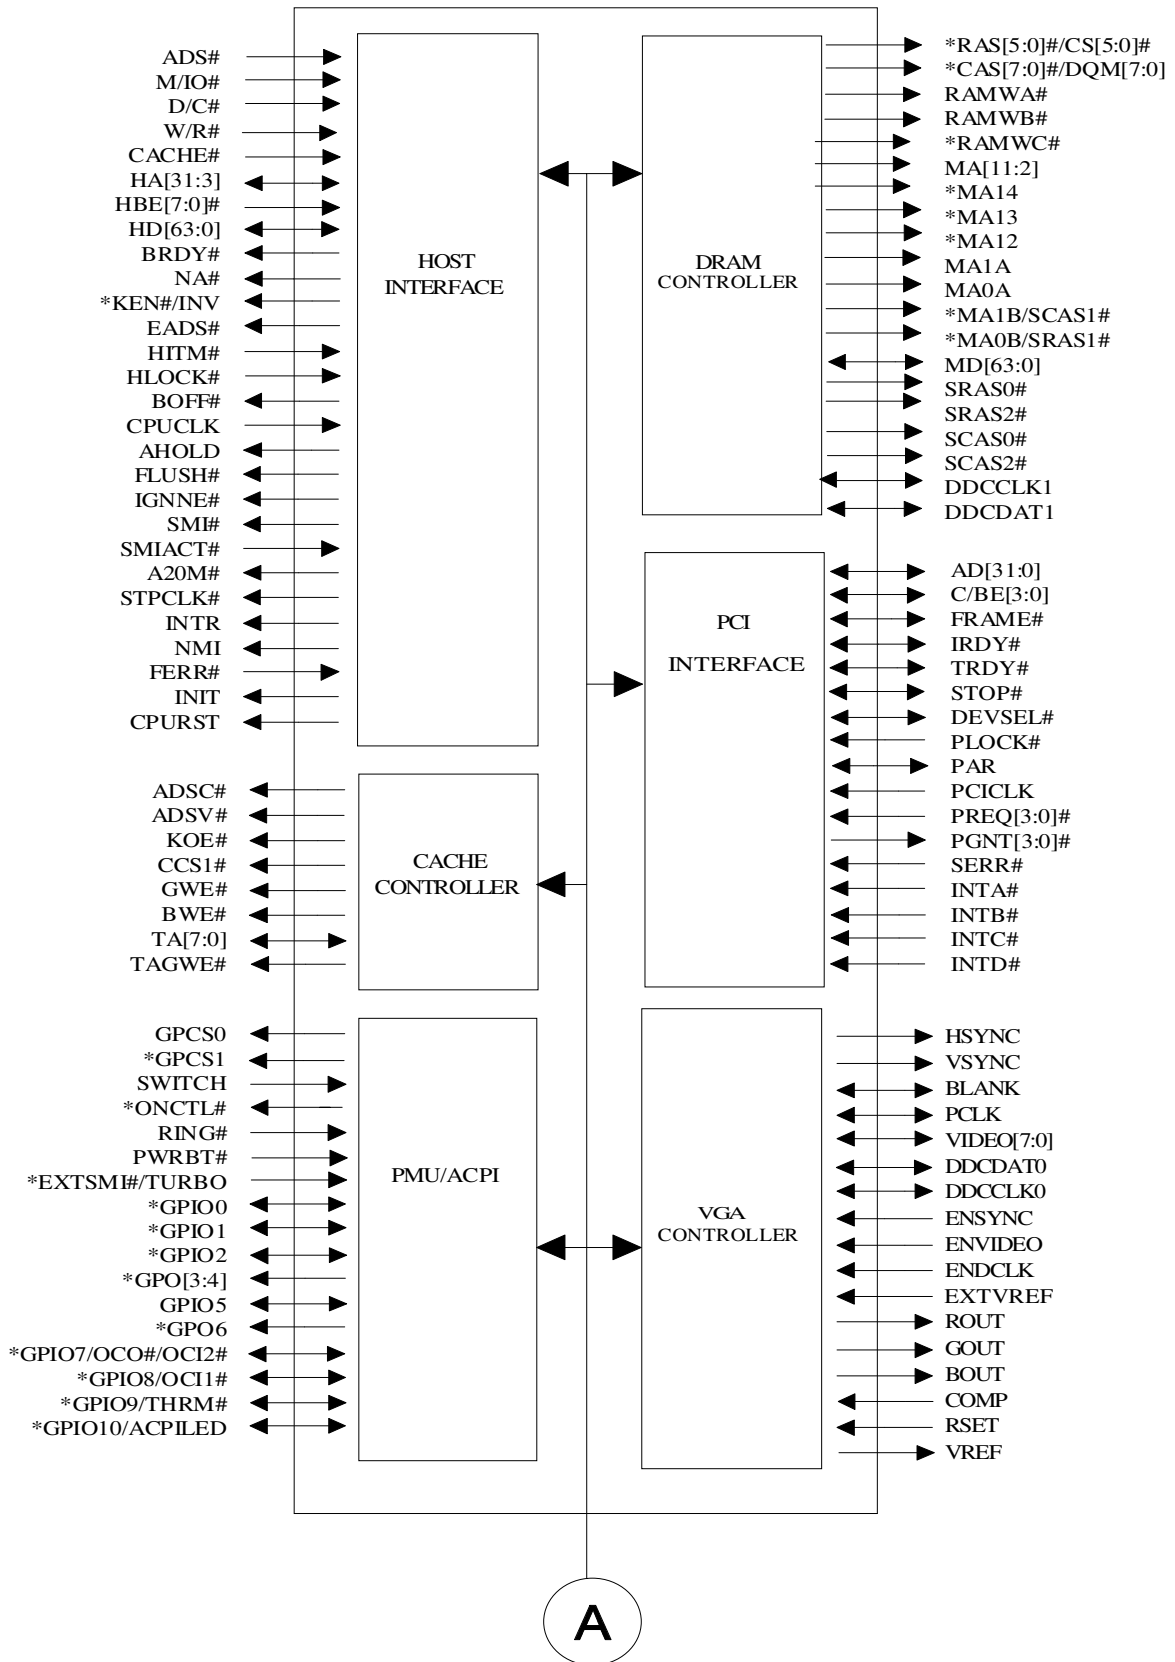 ADS#
M/IO#
D/C#
W/R#
CACHE#
HA[31:3]
HBE[7:0]#
HD[63:0]
BRDY#
NA#
*KEN#/INV
EADS#
HITM#
HLOCK#
BOFF#
CPUCLK
AHOLD
FLUSH#
IGNNE#
SMI#
SMIACT#
A20M#
STPCLK#
INTR
NMI
FERR#
INIT
CPURST
HOST
INTERFACE
DRAM
CONTROLLER
*RAS[5:0]#/CS[5:0]#
*CAS[7:0]#/DQM[7:0]
RAMWA#
RAMWB#
*RAMWC#
MA[11:2]
*MA14
*MA13
*MA12
MA1A
MA0A
*MA1B/SCAS1#
*MA0B/SRAS1#
MD[63:0]
SRAS0#
SRAS2#
SCAS0#
SCAS2#
DDCCLK1
DDCDAT1
ADSC#
ADSV#
KOE#
CCS1#
GWE#
BWE#
TA[7:0]
TAGWE#
CACHE
CONTROLLER
PCI
INTERFACE
AD[31:0]
C/BE[3:0]
FRAME#
IRDY#
TRDY#
STOP#
DEVSEL#
PLOCK#
PAR
PCICLK
PREQ[3:0]#
PGNT[3:0]#
SERR#
INTA#
INTB#
INTC#
INTD#
GPCS0
*GPCS1
SWITCH
*ONCTL#
RING#
PWRBT#
*EXTSMI#/TURBO
*GPIO0
*GPIO1
*GPIO2
*GPO[3:4]
GPIO5
*GPO6
*GPIO7/OCO#/OCI2#
*GPIO8/OCI1#
*GPIO9/THRM#
*GPIO10/ACPILED
PMU/ACPI
VGA
CONTROLLER
HSYNC
VSYNC
BLANK
PCLK
VIDEO[7:0]
DDCDAT0
DDCCLK0
ENSYNC
ENVIDEO
ENDCLK
EXTVREF
ROUT
GOUT
BOUT
COMP
RSET
VREF
A